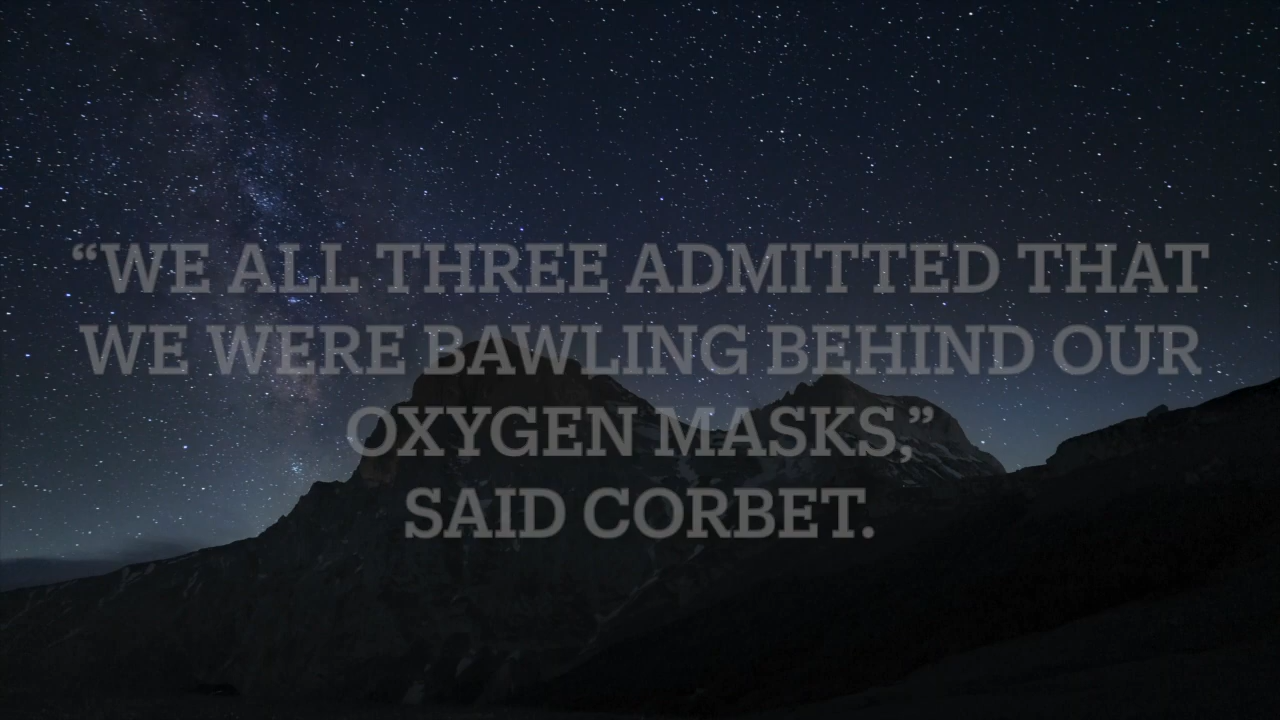 “WE ALL THREE ADMITTED THAT
WE WERE BAWLING BEHIND OUR
OXYGEN MASKS,”
SAID CORBET.